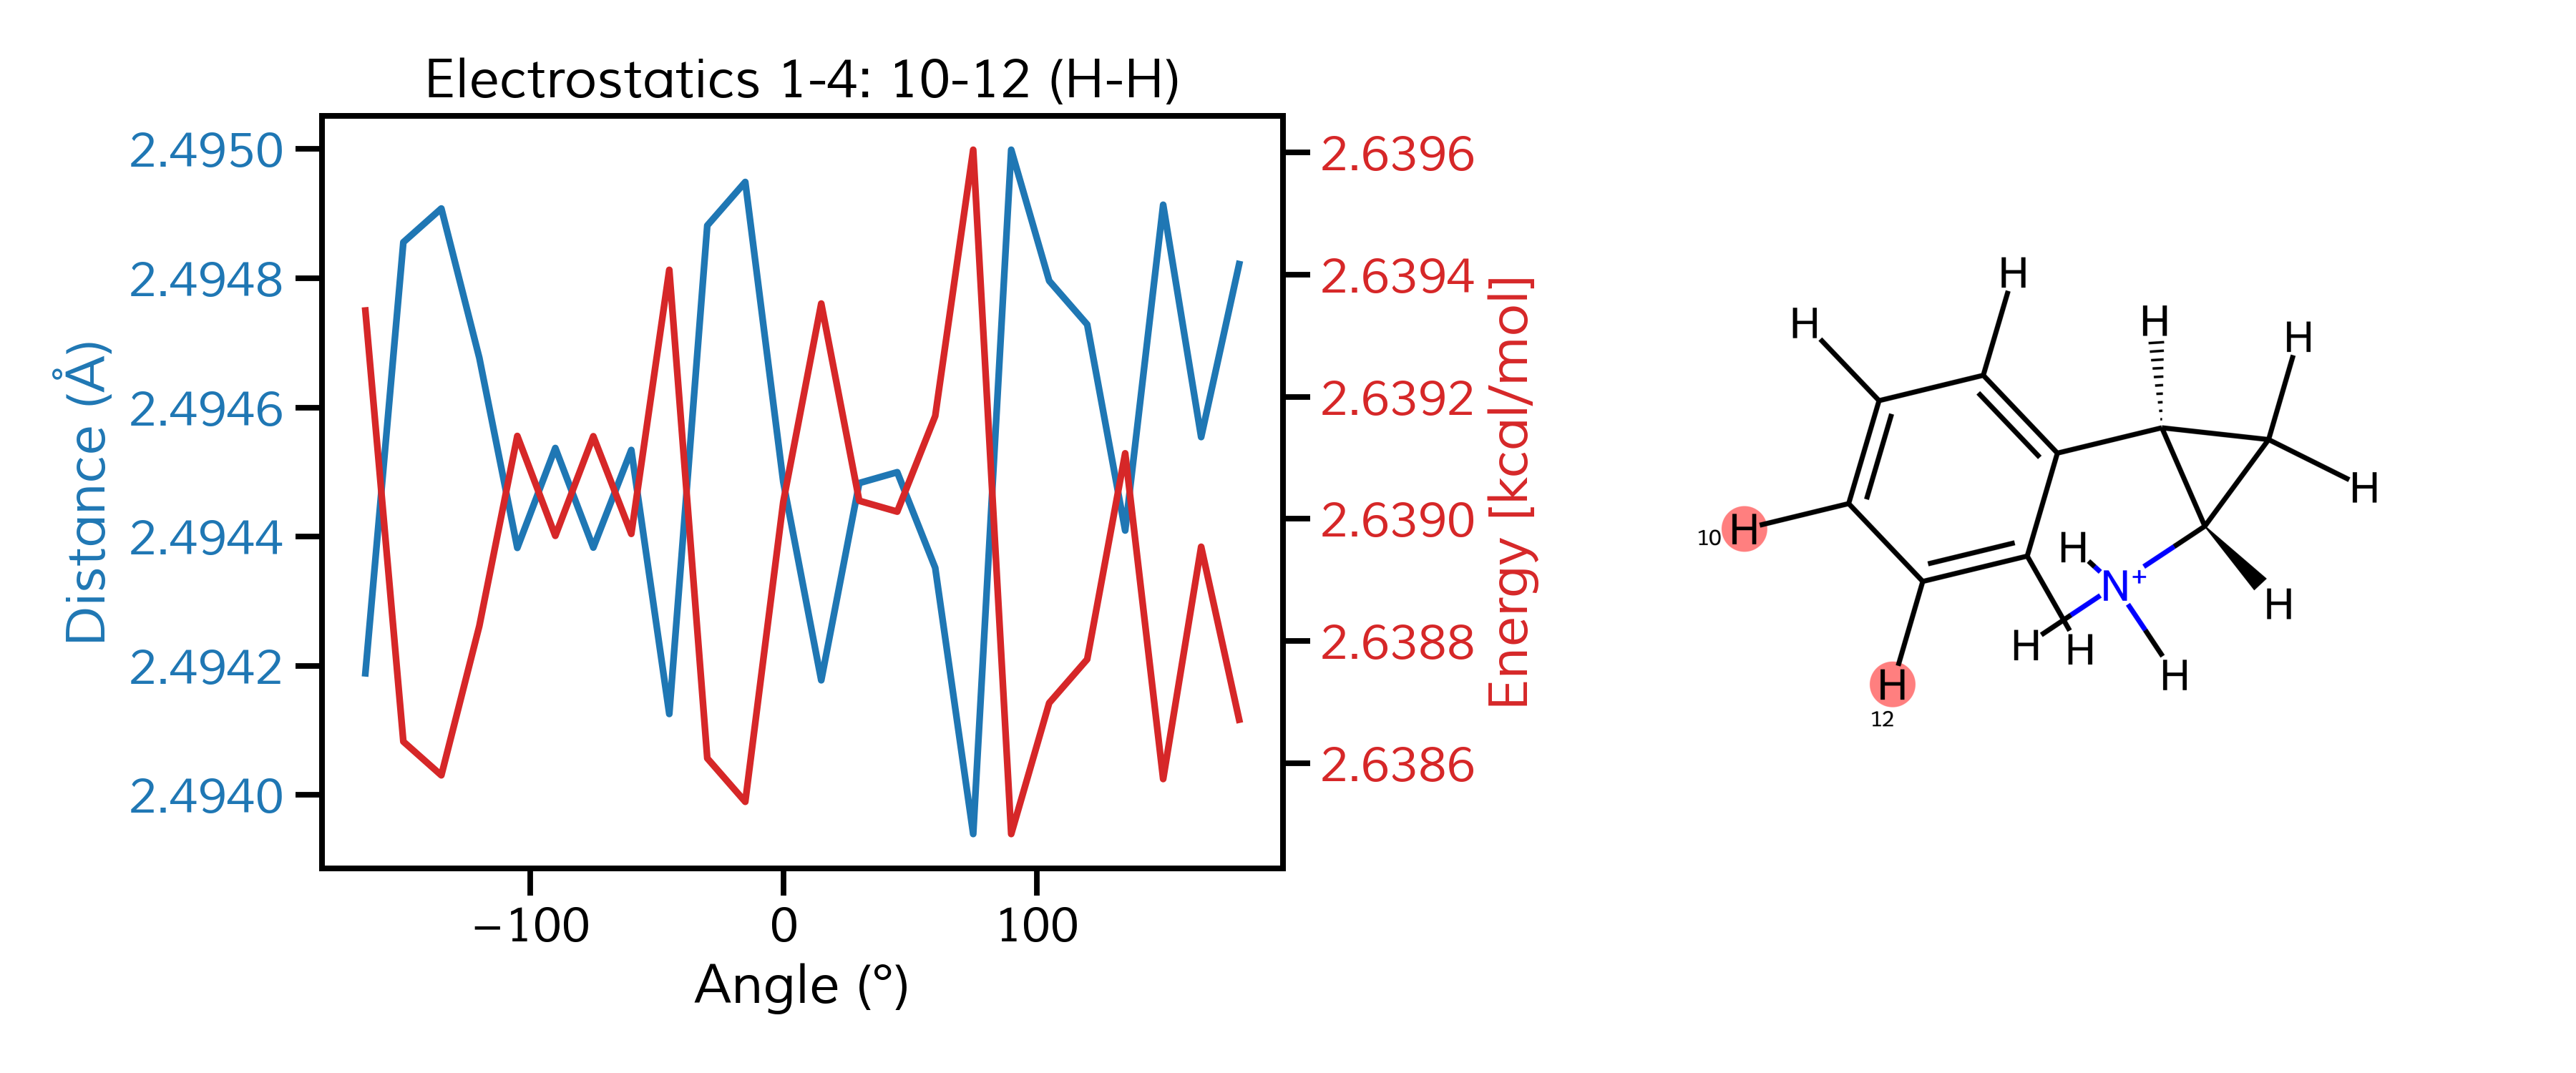 Electrostatics 1-4: 10-12 (H-H)
Distance (Å)
2.4950
2.4948
2.4946
2.4944
2.4942
2.4940
−100
0
100
Angle (°)
2.6396
2.6394
2.6392
2.6390
2.6388
2.6386
Energy [kcal/mol]
H
H
H
H
H
10 H
H
H
N+
H
H
H
H
H
12